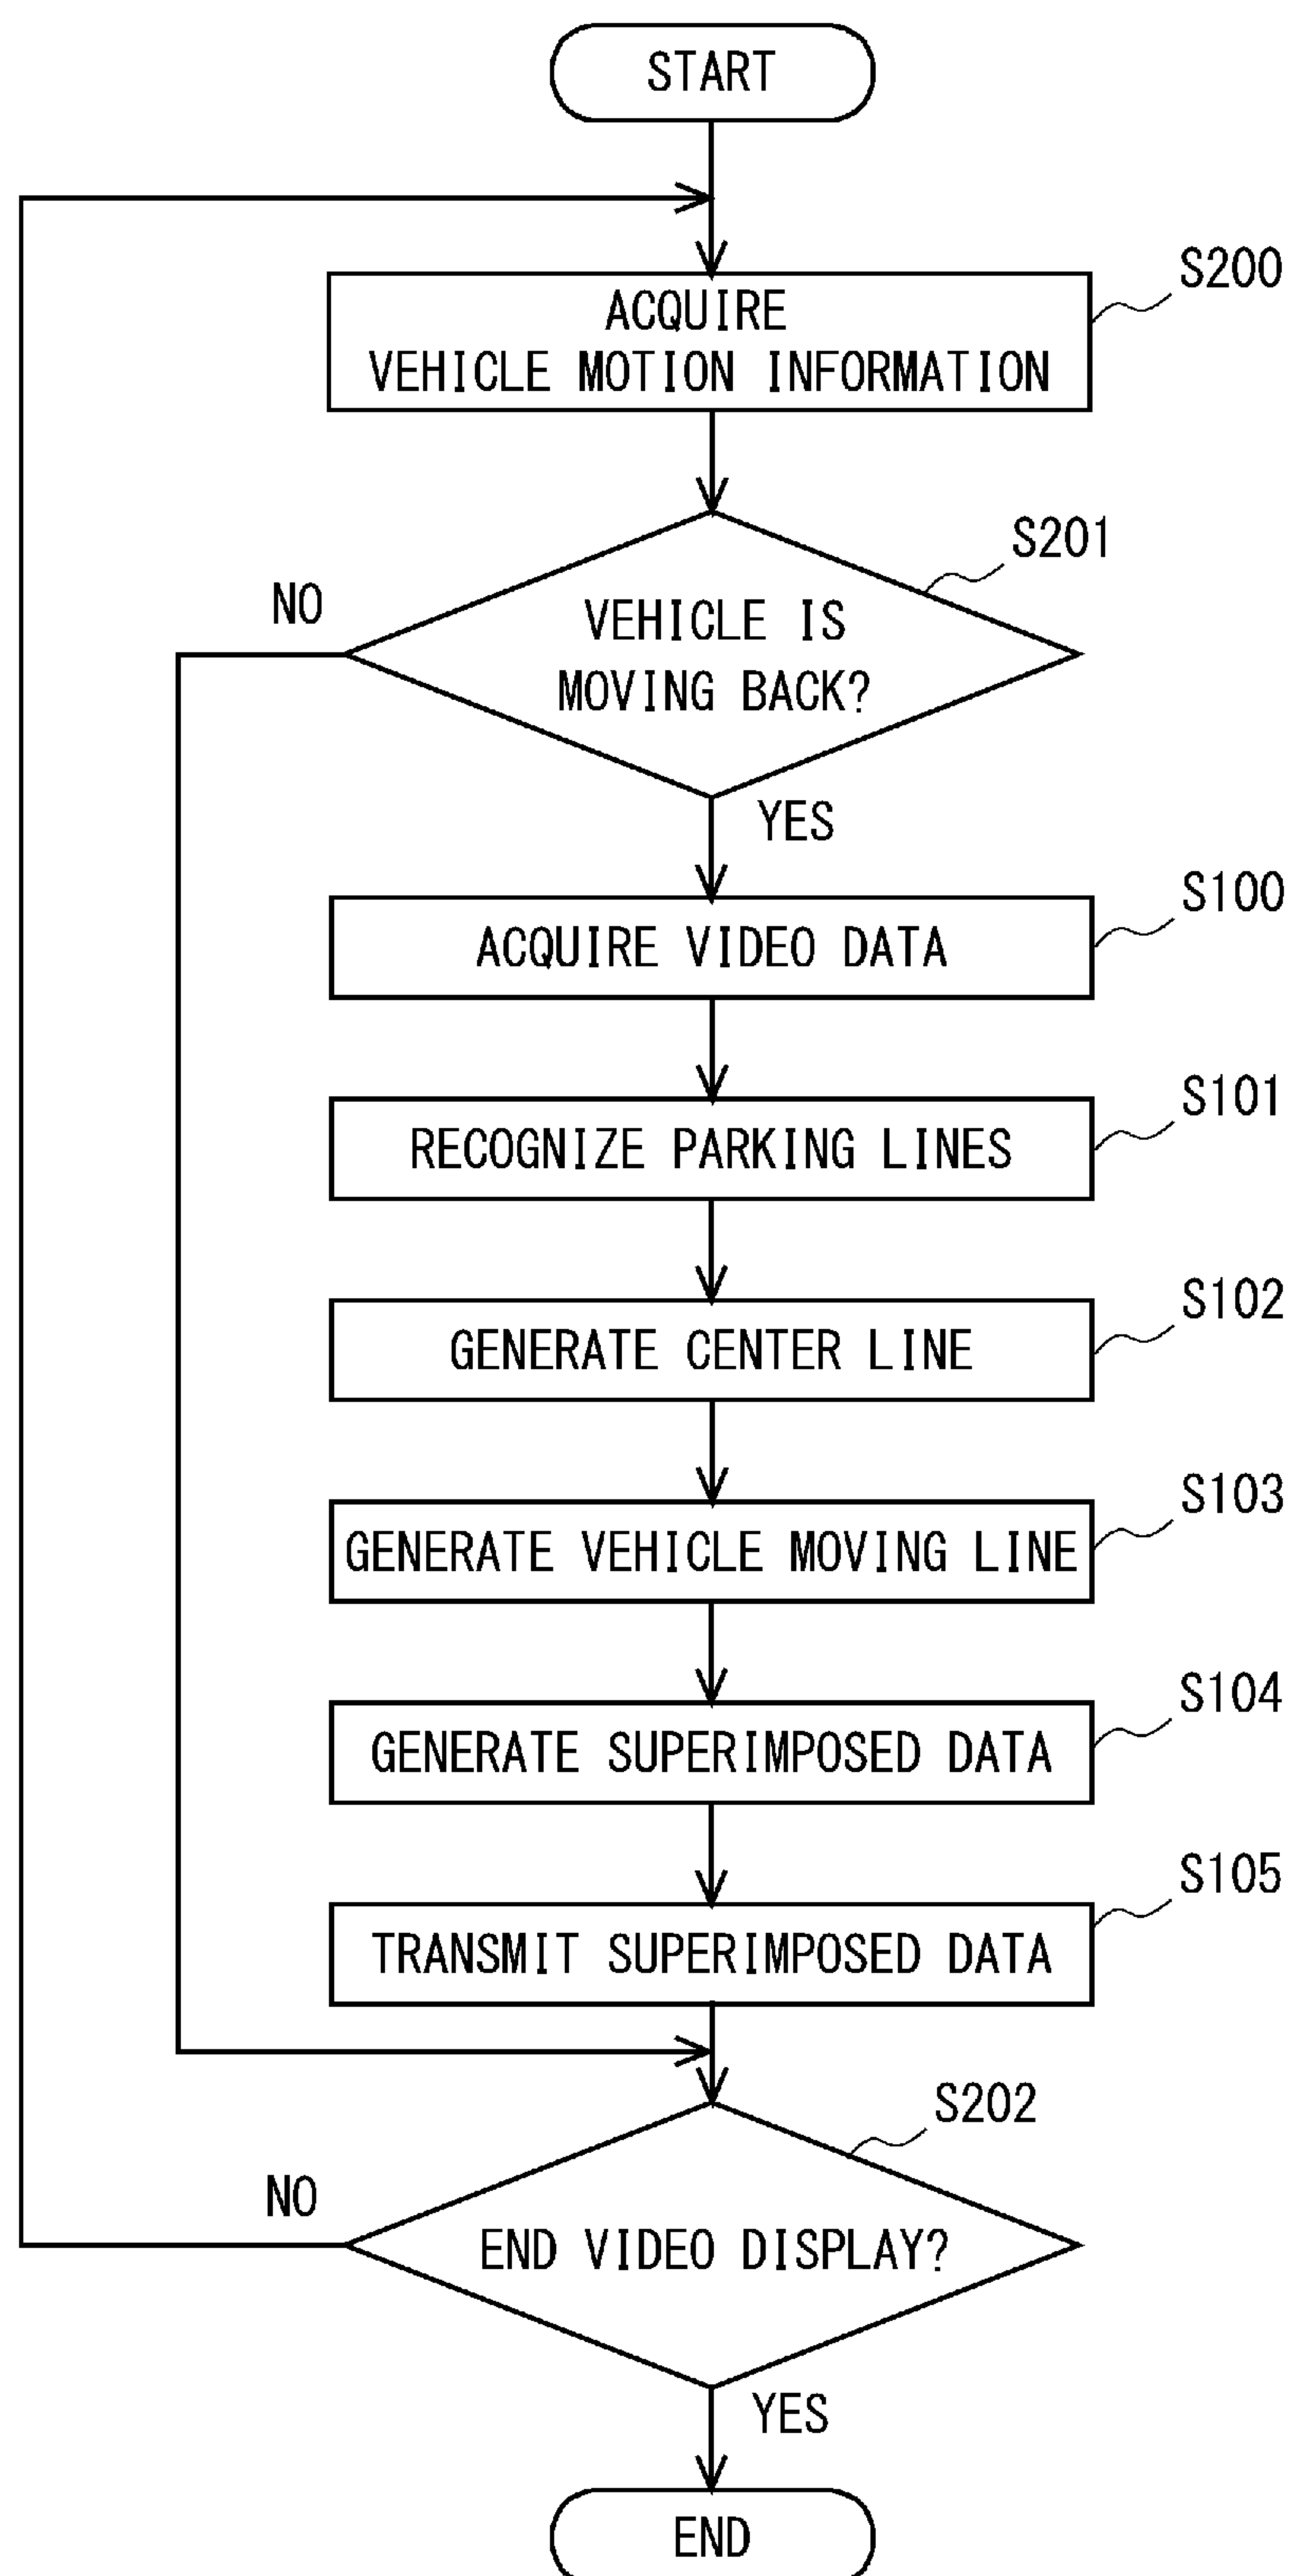 START
S200
ACQUIRE
VEHICLE MOTION INFORMATION
S201
NO
VEHICLE IS
MOVING BACK?
YES
S100
ACQUIRE VIDEO DATA
S101
RECOGNIZE PARKING LINES
S102
GENERATE CENTER LINE
S103
GENERATE VEHICLE MOVING LINE
S104
GENERATE SUPERIMPOSED DATA
S105
TRANSMIT SUPERIMPOSED DATA
S202
NO
END VIDEO DISPLAY?
YES
END